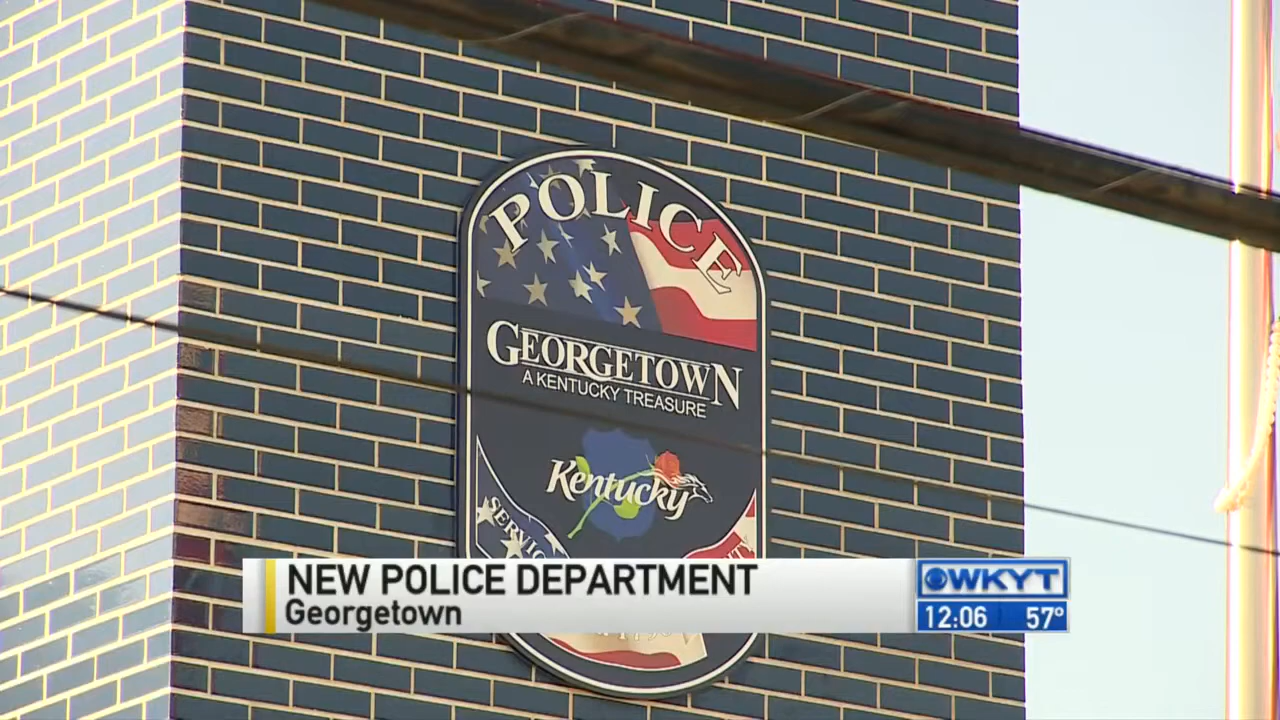 POLICE
GEORGETOWN
A KENTUCKY TREASURE
Kentucky
NEW POLICE DEPARTMENT
Georgetown
WKYT
12:06 57°